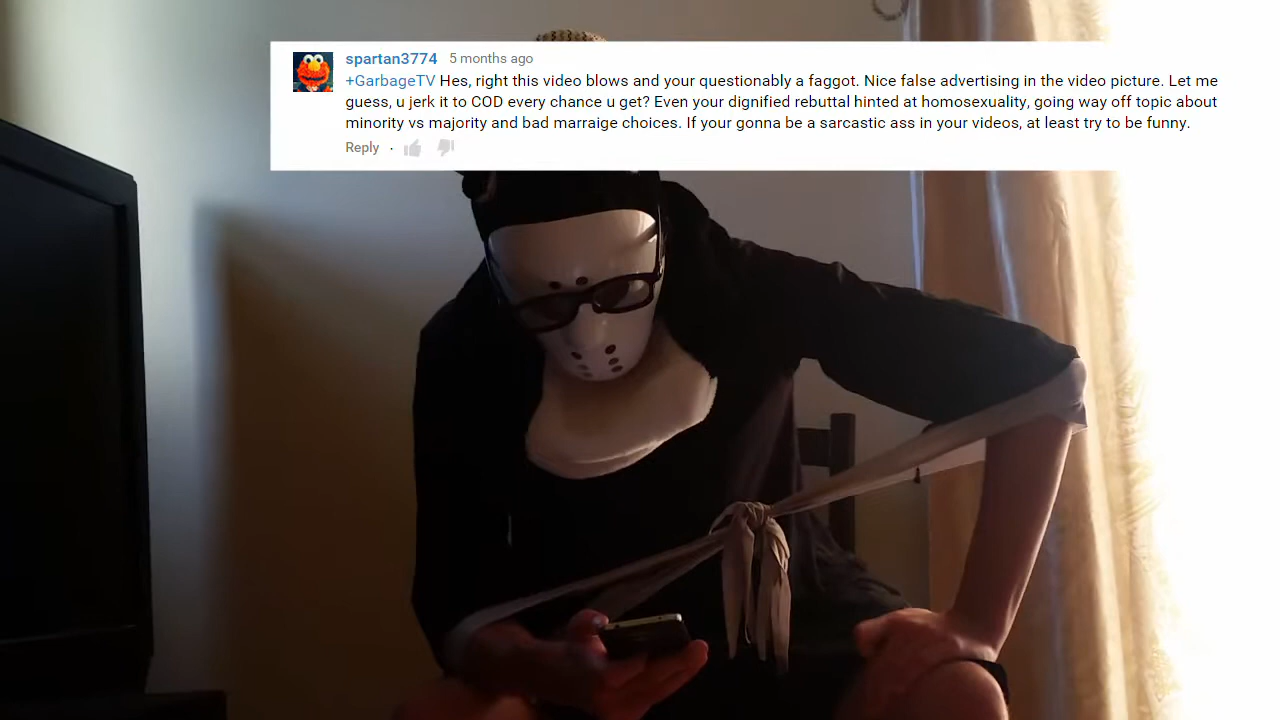 spartan3774 5 months ago
+GarbageTV Hes, right this video blows and your questionably a faggot. Nice false advertising in the video picture. Let me
guess, u jerk it to COD every chance u get? Even your dignified rebuttal hinted at homosexuality, going way off topic about
minority vs majority and bad marraige choices. If your gonna be a sarcastic ass in your videos, at least try to be funny.
Reply